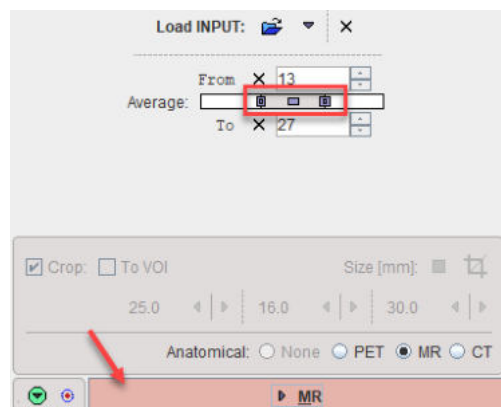 Load INPUT:
From 13
Average:
To 27
Crop: To VOI Size [mm]:
25.0 16.0 30.0
Anatomical: None PET MR CT
MR